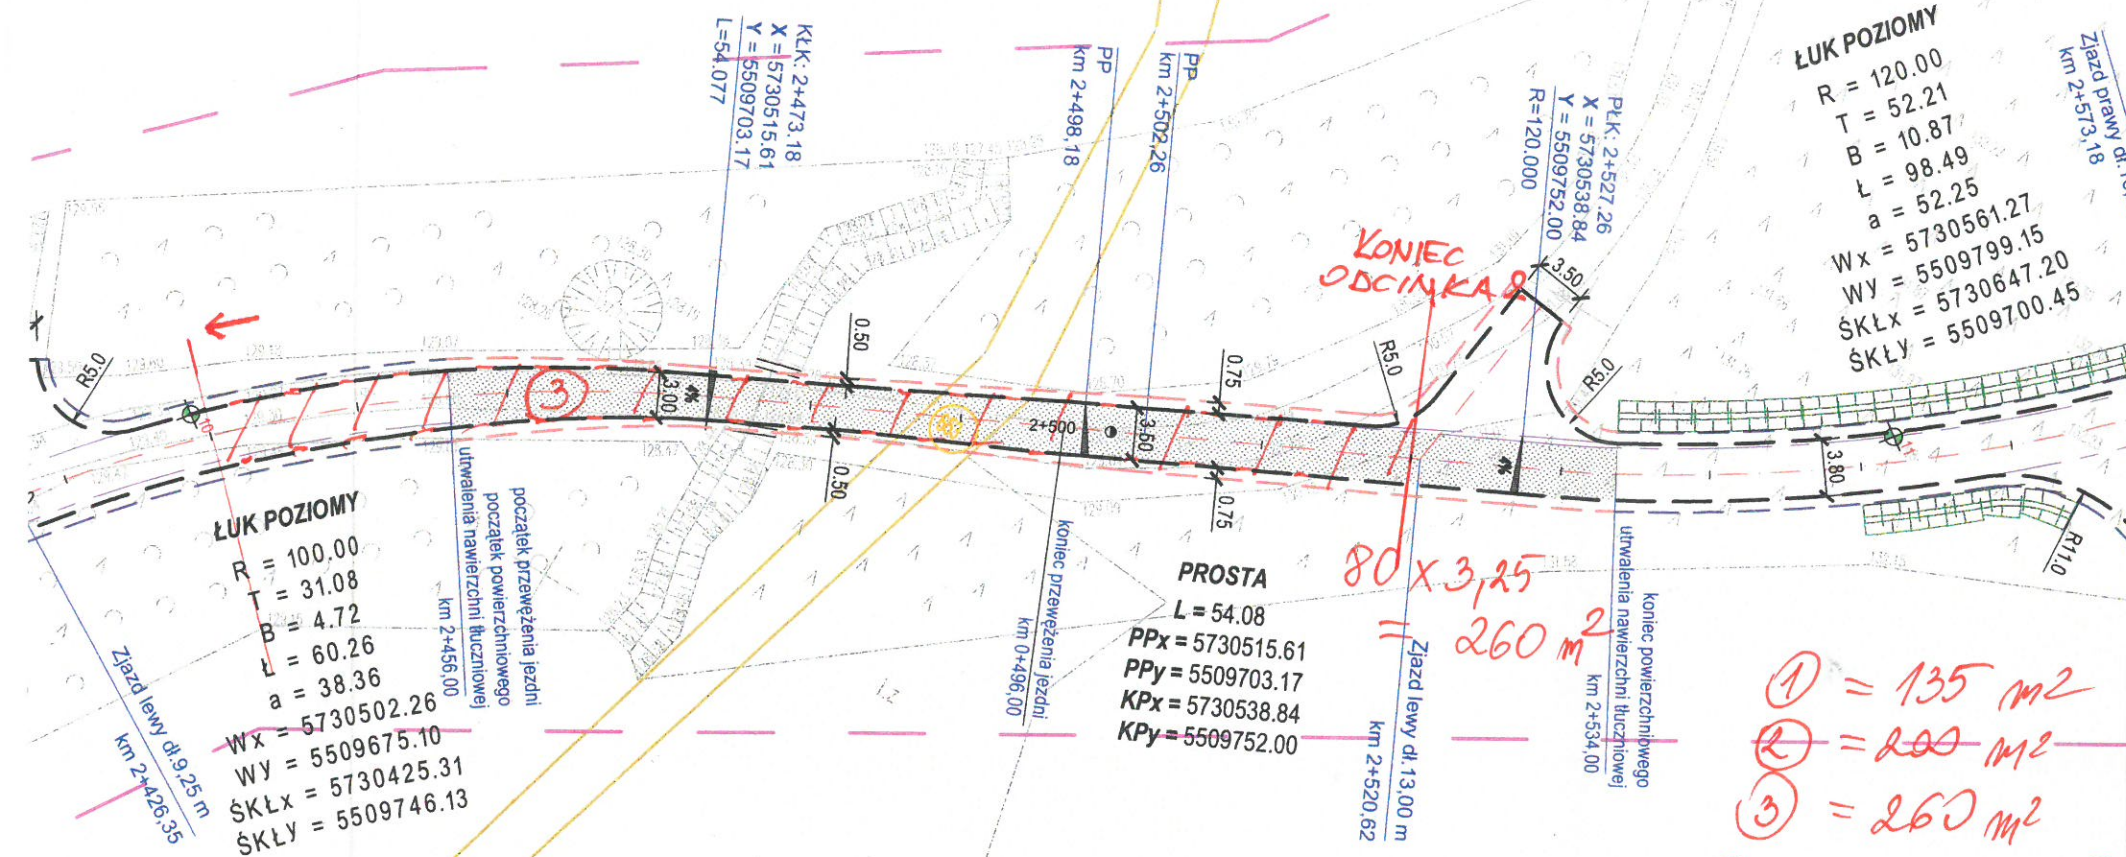 KŁK: 2+473.18
X = 5730515.61
Y = 5509703.17
L=54.077
PP
km 2+498,18
PP
km 2+502,26
PŁK: 2+527.26
X = 5730538.84
Y = 5509752.00
R=120.000
ŁUK POZIOMY
R = 120.00
T = 52.21
B = 10.87
Ł = 98.49
a = 52.25
Wx = 5730561.27
Wy = 5509799.15
ŚKŁx = 5730647.20
ŚKŁy = 5509700.45
Zjazd prawy dł.
km 2+573,18
KONIEC
ODCINKA
3.50
R5.0
R5.0
R5.0
0.50
0.75
3
3.00
4%
2+500
3.50
4%
3.80
0.50
0.75
R11.0
ŁUK POZIOMY
R = 100.00
T = 31.08
B = 4.72
Ł = 60.26
a = 38.36
Wx = 5730502.26
Wy = 5509675.10
ŚKŁx = 5730425.31
ŚKŁy = 5509746.13
Zjazd lewy dł.9,25 m
km 2+426,35
początek przewężenia jezdni
początek powierzchniowego
utrwalenia nawierzchni tłuczniowej
km 2+456,00
koniec przewężenia jezdni
km 0+496,00
PROSTA
L = 54.08
PPx = 5730515.61
PPy = 5509703.17
KPx = 5730538.84
KPy = 5509752.00
80 x 3,25
= 260 m2
Zjazd lewy dł.13,00 m
km 2+520,62
koniec powierzchniowego
utrwalenia nawierzchni tłuczniowej
km 2+534,00
1 = 135 m2
2 = 200 m2
3 = 260 m2